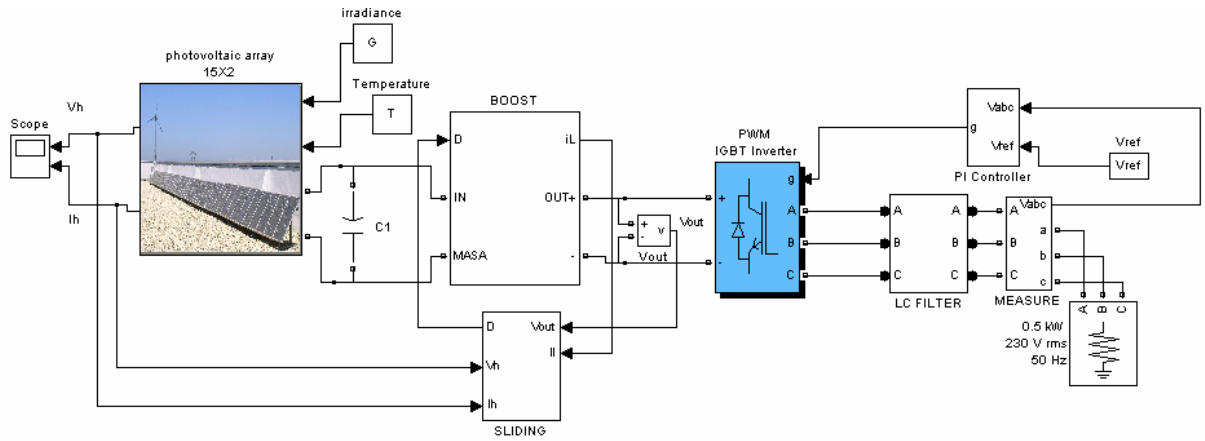 irradiance
G
photovoltaic array
15X2
Temperature
T
Vh
Scope
Ih
C1
BOOST
D
iL
IN
OUT+
MASA
-
+
-
v
Vout
Vout
PWM
IGBT Inverter
g
+
-
A
B
C
Vabc
g
Vref
Vref
Vref
PI Controller
A
B
C
A
B
C
LC FILTER
Vabc
A
B
C
a
b
c
MEASURE
A
B
C
0.5 kW
230 V rms
50 Hz
D
Vout
Il
Vh
Ih
SLIDING